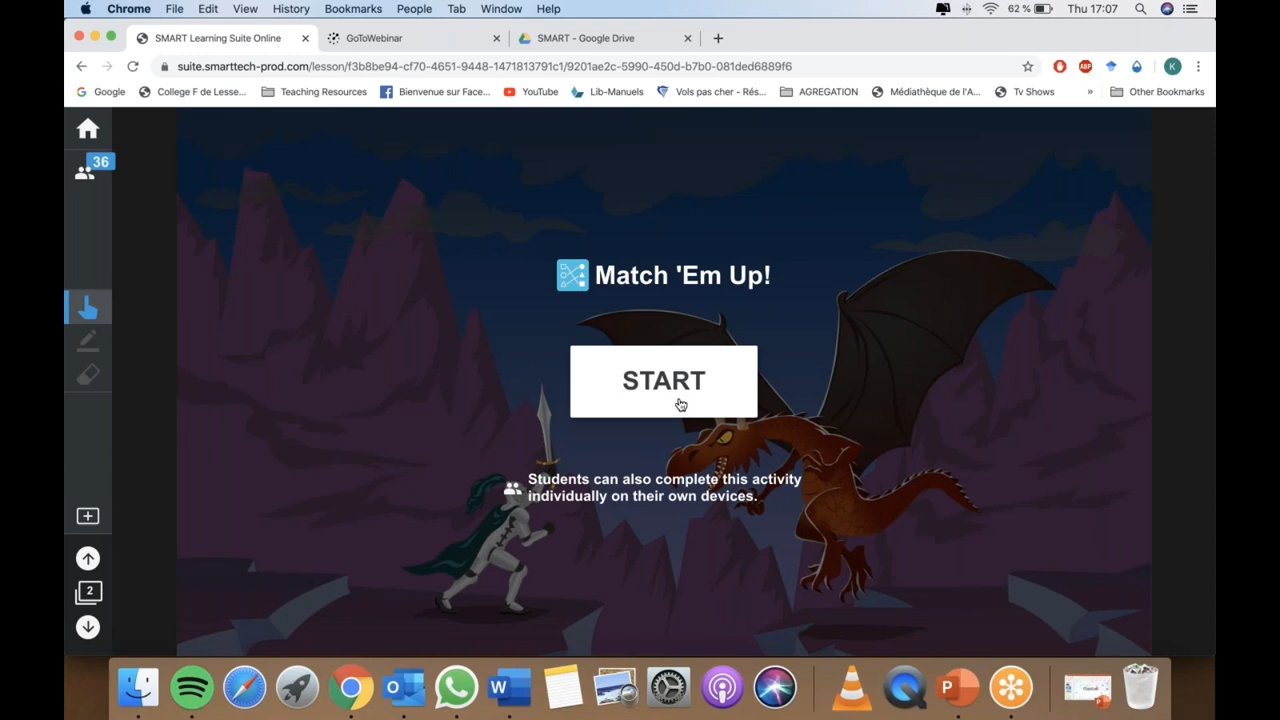 Chrome File Edit View History Bookmarks People Tab Window Help 62 % Thu 17:07
SMART Learning Suite Online GoToWebinar SMART - Google Drive
suite.smarttech-prod.com/lesson/f3b8be94-cf70-4651-9448-1471813791c1/9201ae2c-5990-450d-b7b0-081ded6889f6 ABP K
Google College F de Lesse... Teaching Resources Bienvenue sur Face... YouTube Lib-Manuels Vols pas cher - Rés... AGREGATION Médiathèque de l'A... Tv Shows » Other Bookmarks
36
Match 'Em Up!
START
Students can also complete this activity
individually on their own devices.
2